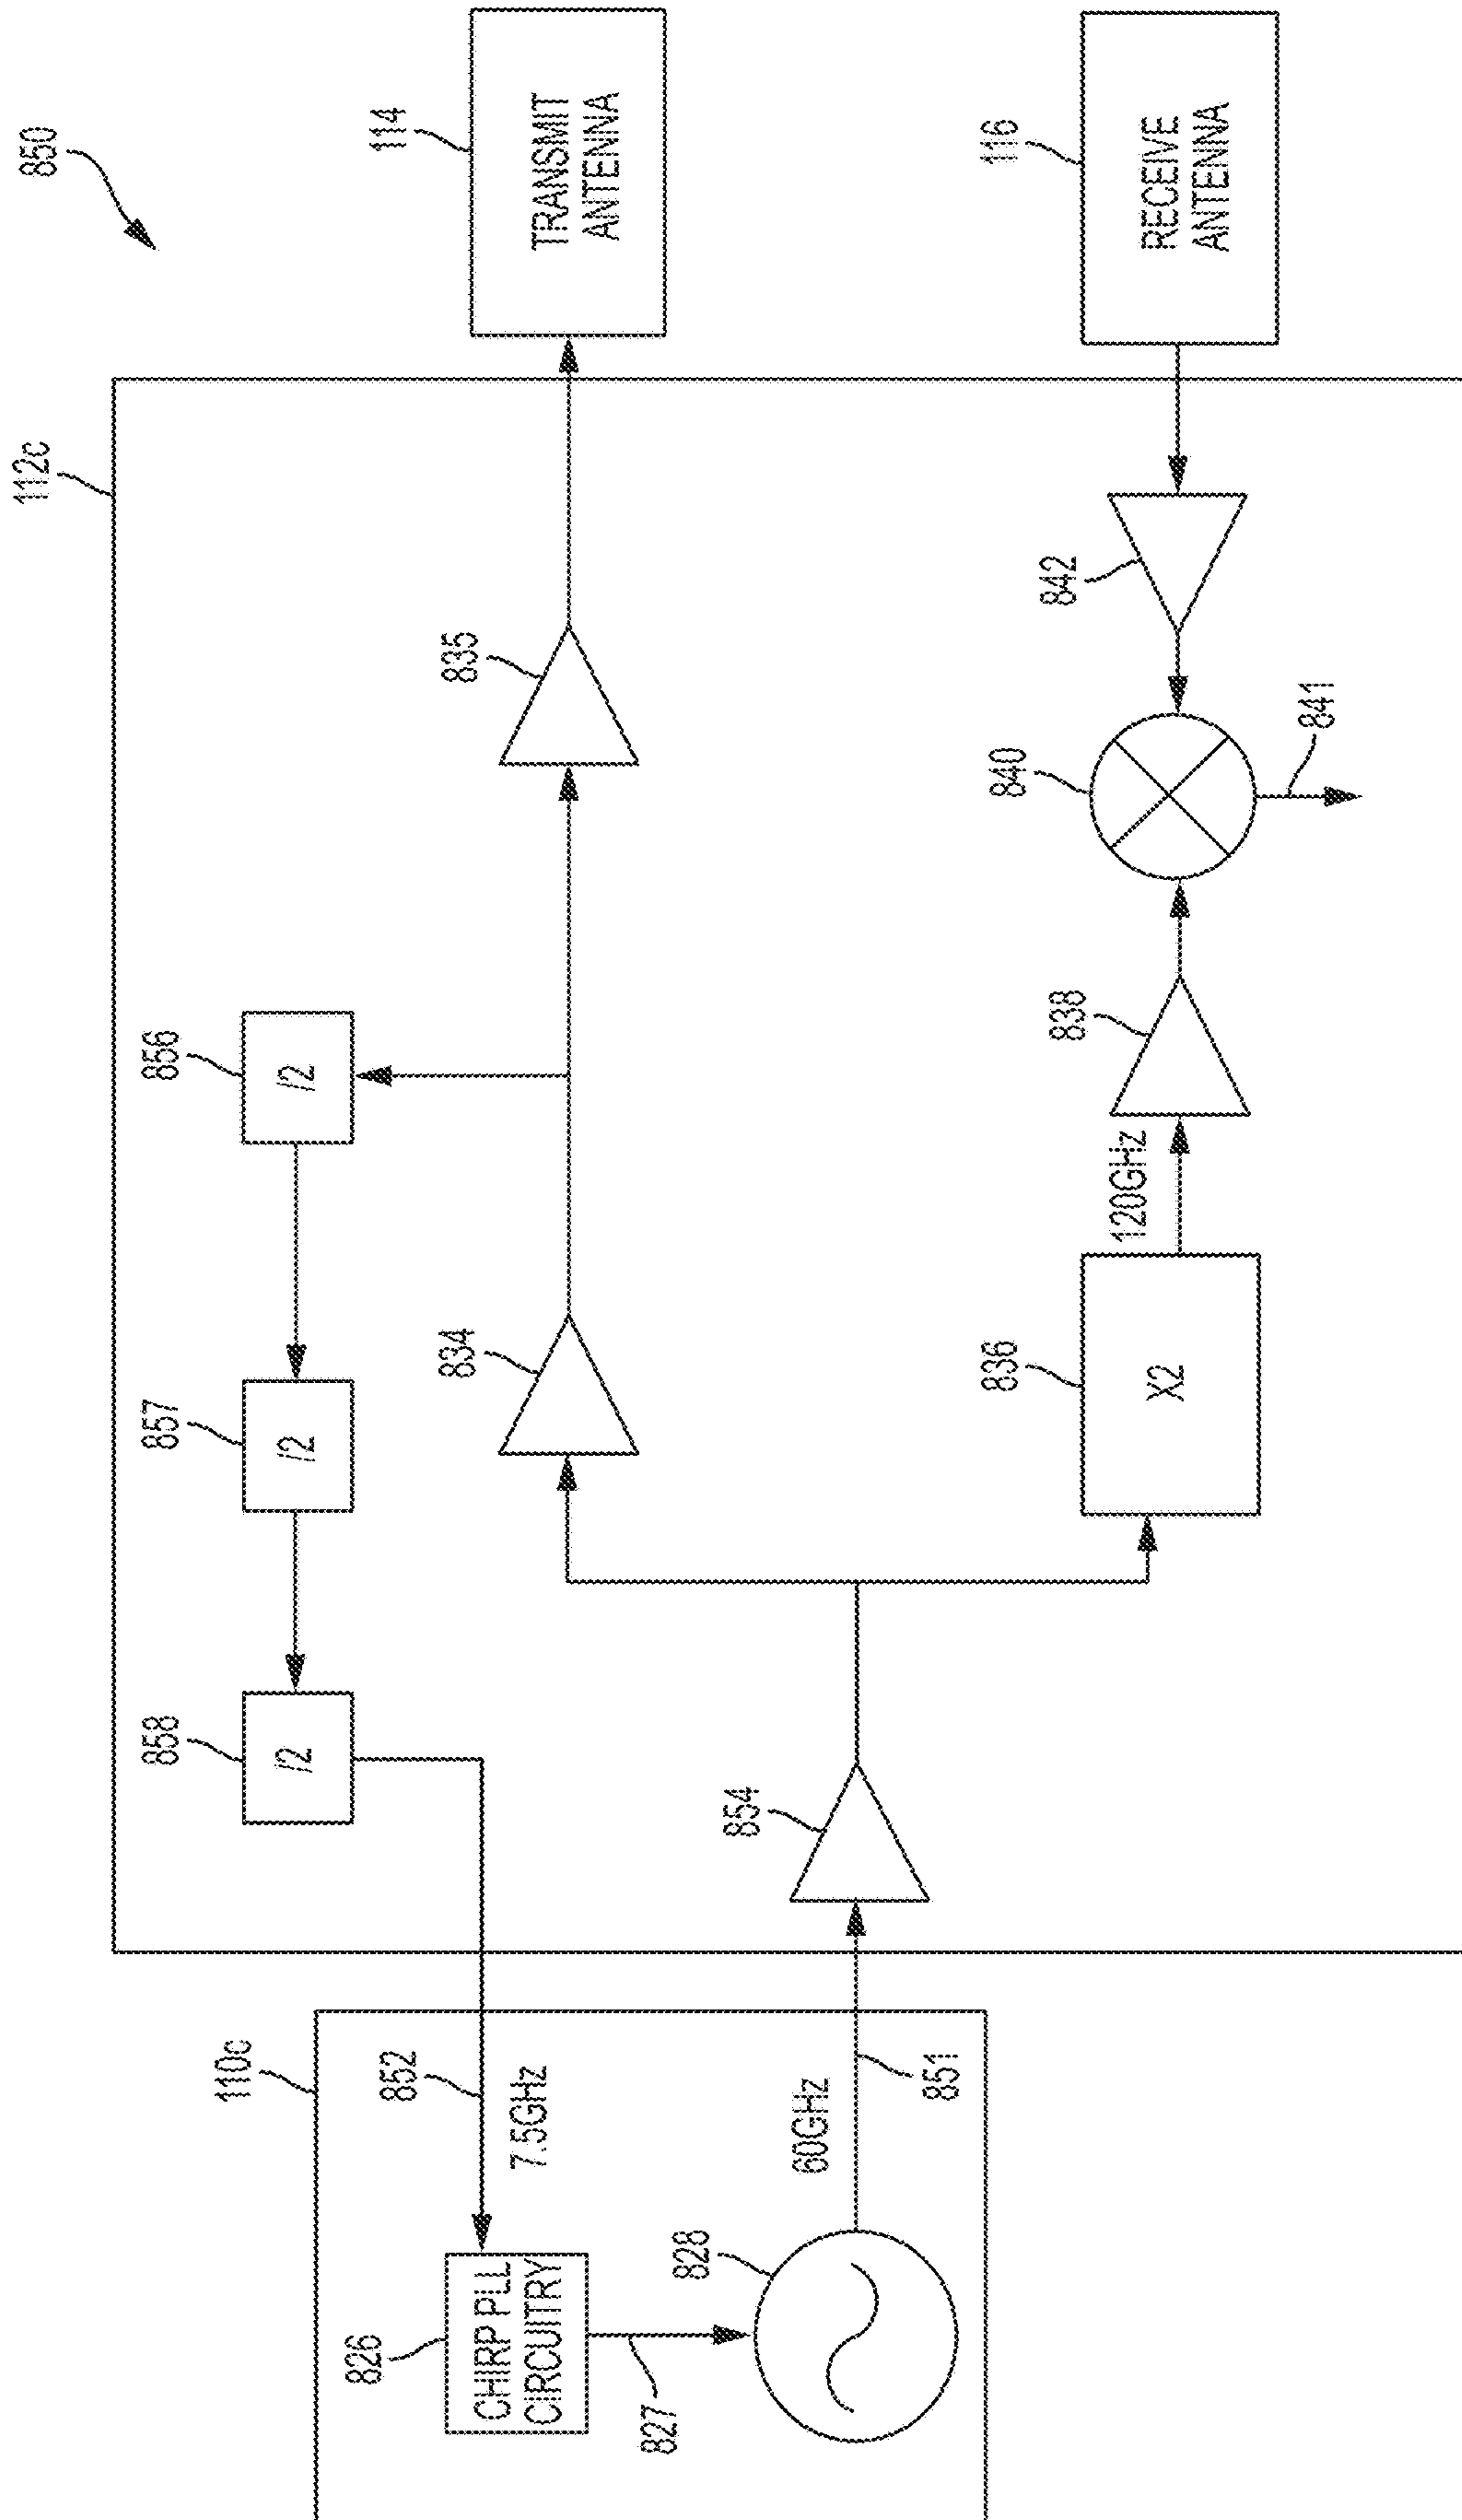 850
112c
110c
856
/2
857
/2
858
/2
852
7.5GHz
826
CHIRP PLL
CIRCUITRY
827
828
60GHz
851
854
834
835
114
TRANSMIT
ANTENNA
836
X2
120GHz
838
840
841
842
116
RECEIVE
ANTENNA